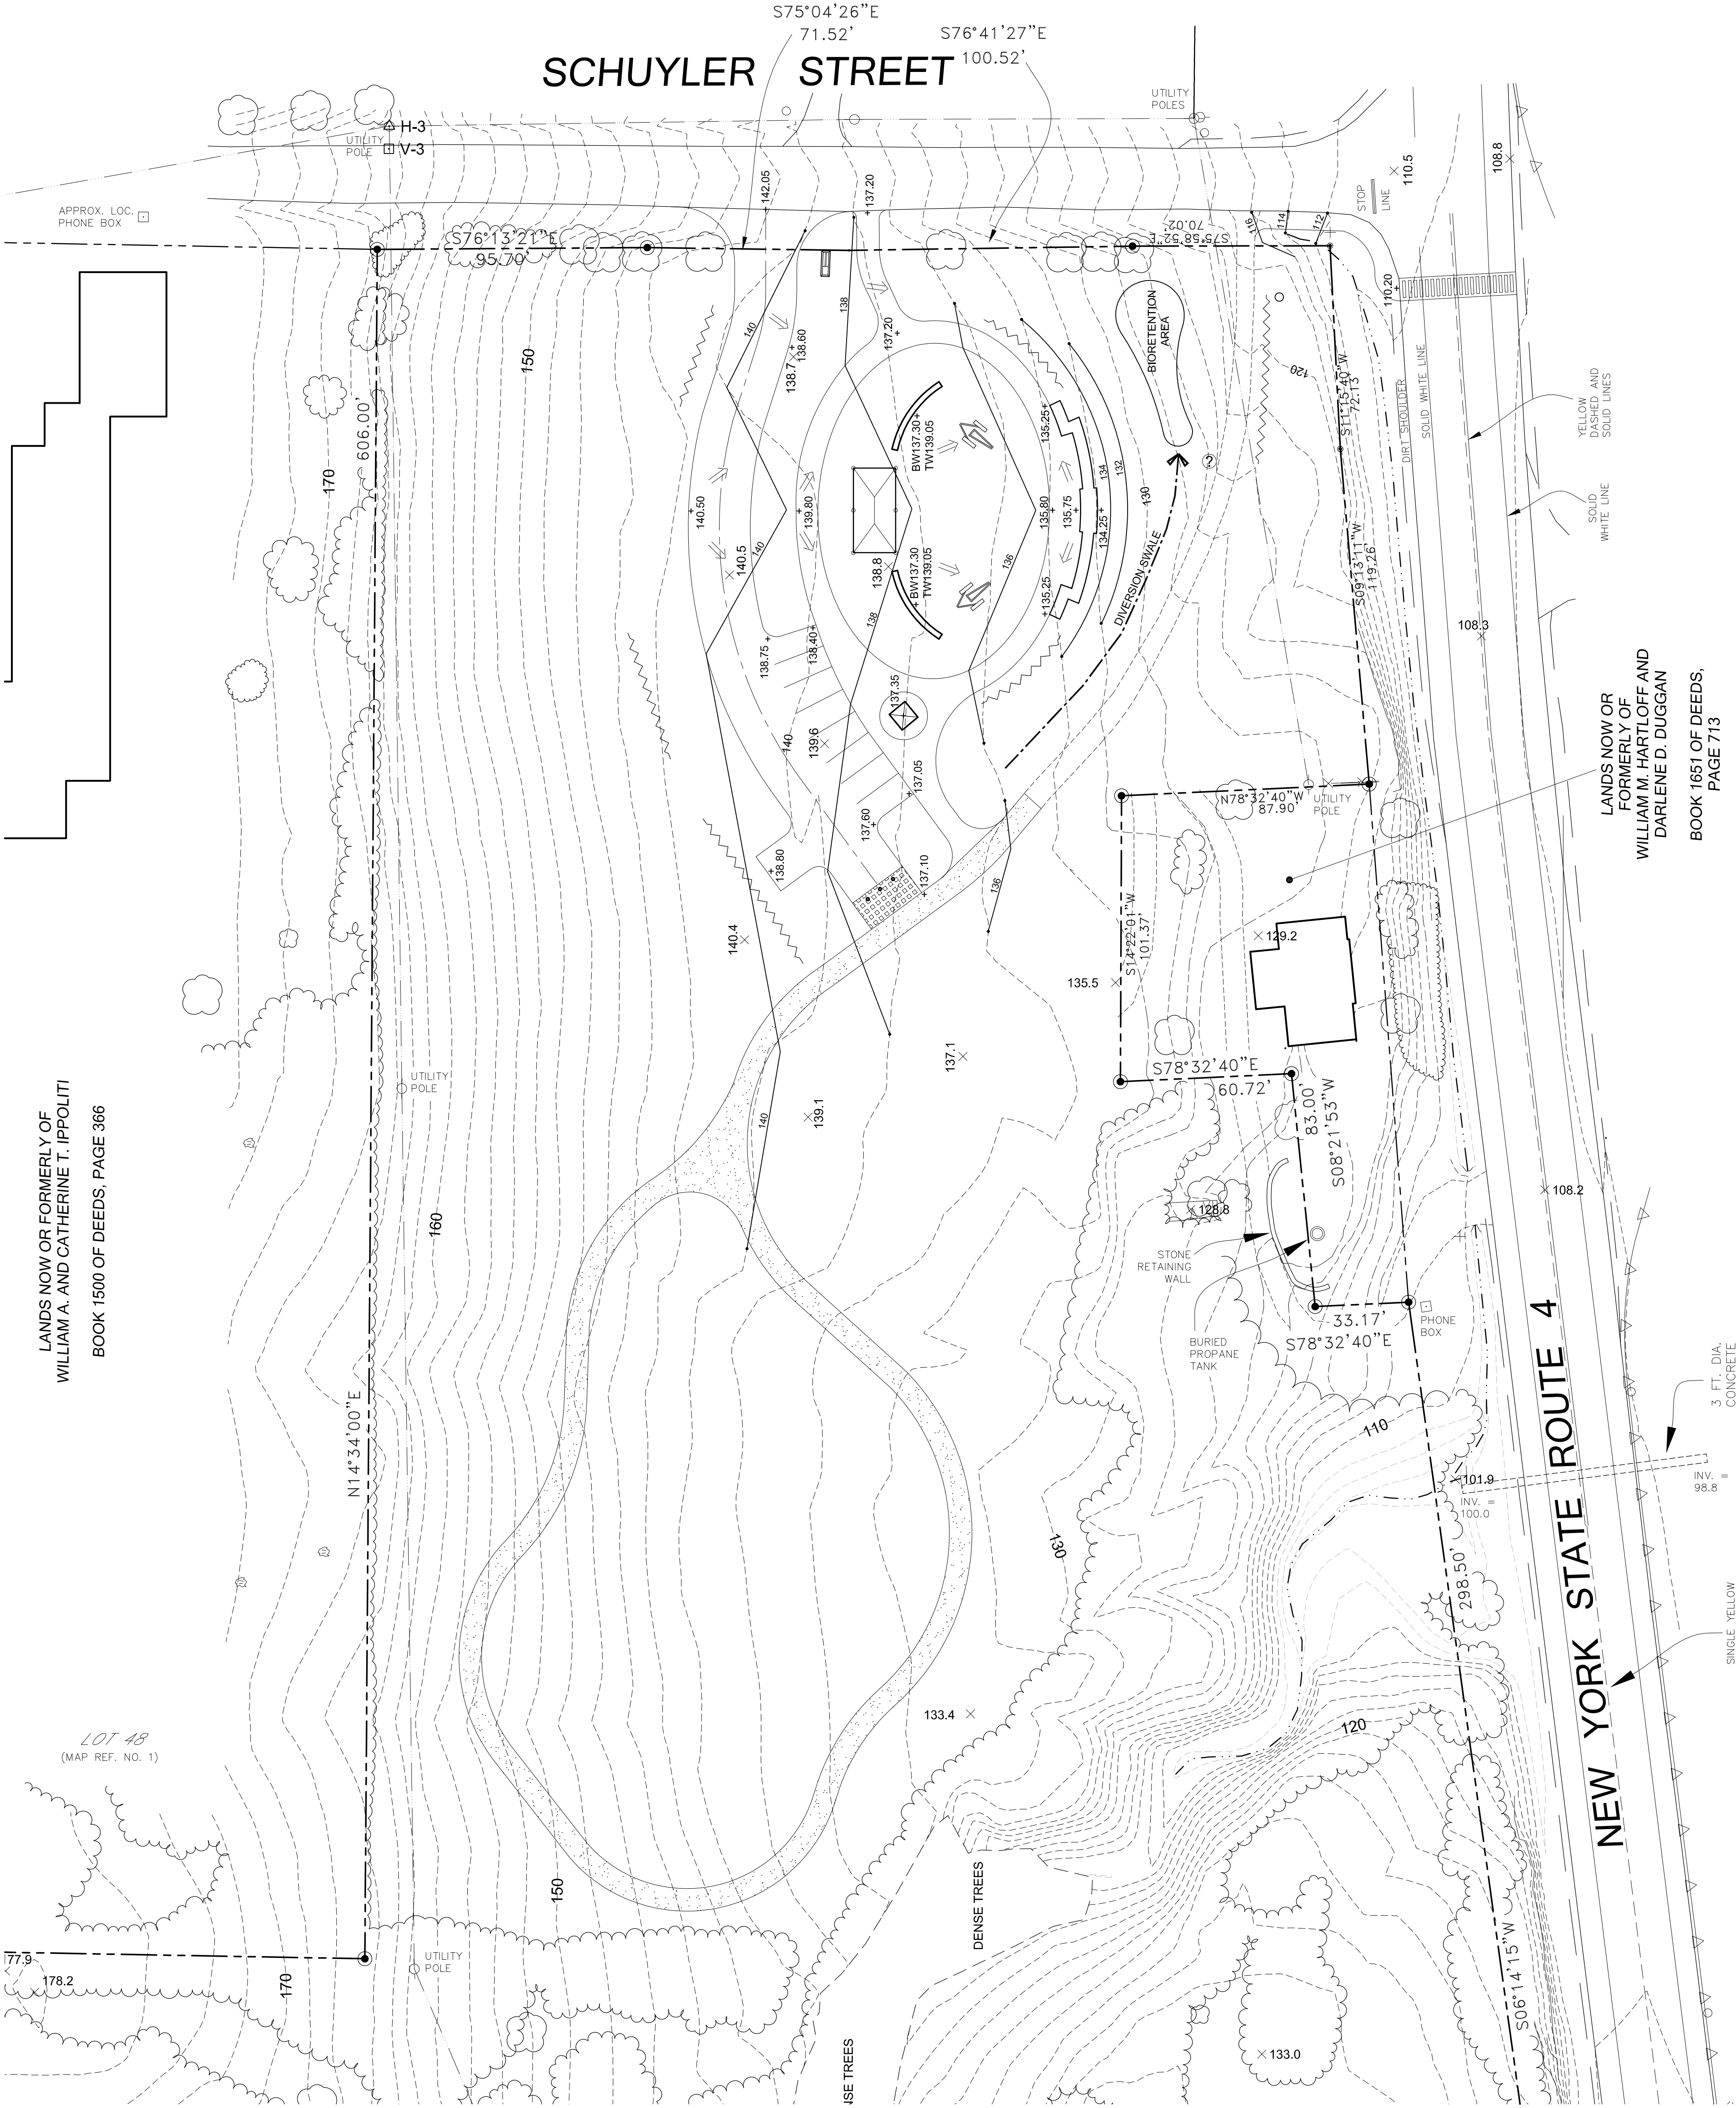 S75°04'26"E
71.52'
S76°41'27"E
100.52'
SCHUYLER STREET
UTILITY
POLES
H-3
UTILITY
POLE
V-3
APPROX. LOC.
PHONE BOX
142.05
137.20
STOP
LINE
110.5
108.8
S76°13'21"E
95.70'
S75°58'52"E
70.02'
116
114
112
110.20
140
138
138.7
138.60
137.20
BIORETENTION
AREA
120
S11°15'40"W
72.13'
DIRT SHOULDER
SOLID WHITE LINE
YELLOW
DASHED AND
SOLID LINES
SOLID
WHITE LINE
150
170
606.00'
BW137.30
TW139.05
135.25
134
132
130
?
140.50
139.80
135.80
135.75
134.25
140
140.5
138.8
136
BW137.30
TW139.05
135.25
DIVERSION SWALE
S09°13'11"W
119.26'
108.3
138
138.75
138.40
137.35
140
139.6
137.05
137.60
138.80
137.10
136
N78°32'40"W
87.90'
UTILITY
POLE
LANDS NOW OR
FORMERLY OF
WILLIAM M. HARTLOFF AND
DARLENE D. DUGGAN
BOOK 1651 OF DEEDS,
PAGE 713
140.4
S14°22'01"W
101.37'
129.2
135.5
137.1
S78°32'40"E
60.72'
139.1
140
UTILITY
POLE
LANDS NOW OR FORMERLY OF
WILLIAM A. AND CATHERINE T. IPPOLITI
BOOK 1500 OF DEEDS, PAGE 366
160
83.00'
S08°21'53"W
128.8
108.2
STONE
RETAINING
WALL
BURIED
PROPANE
TANK
33.17'
S78°32'40"E
PHONE
BOX
N14°34'00"E
110
3 FT. DIA.
CONCRETE
101.9
INV. =
100.0
INV. =
98.8
130
298.50'
NEW YORK STATE ROUTE 4
SINGLE YELLOW
133.4
120
LOT 48
(MAP REF. NO. 1)
150
DENSE TREES
77.9
178.2
170
UTILITY
POLE
S06°14'15"W
133.0
NSE TREES